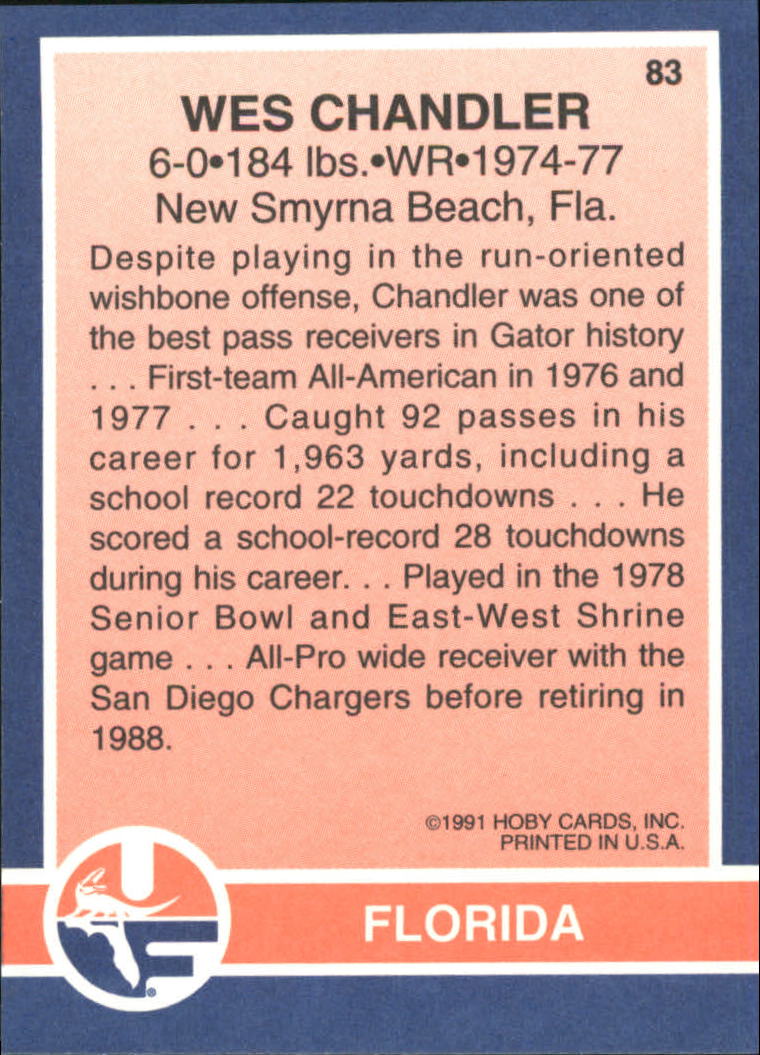 83
WES CHANDLER
6-0•184 lbs.•WR•1974-77
New Smyrna Beach, Fla.
Despite playing in the run-oriented
wishbone offense, Chandler was one of
the best pass receivers in Gator history
. . . First-team All-American in 1976 and
1977 . . . Caught 92 passes in his
career for 1,963 yards, including a
school record 22 touchdowns . . . He
scored a school-record 28 touchdowns
during his career. . . Played in the 1978
Senior Bowl and East-West Shrine
game . . . All-Pro wide receiver with the
San Diego Chargers before retiring in
1988.
©1991 HOBY CARDS, INC.
PRINTED IN U.S.A.
UF®
FLORIDA